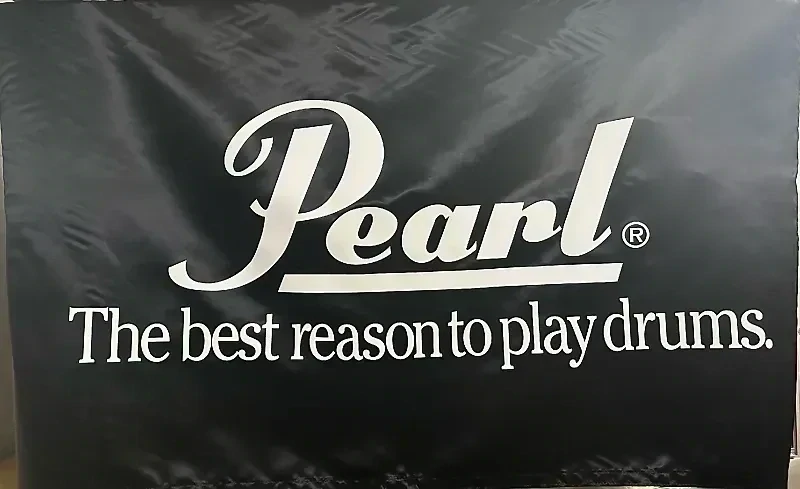 Pearl®
The best reason to play drums.